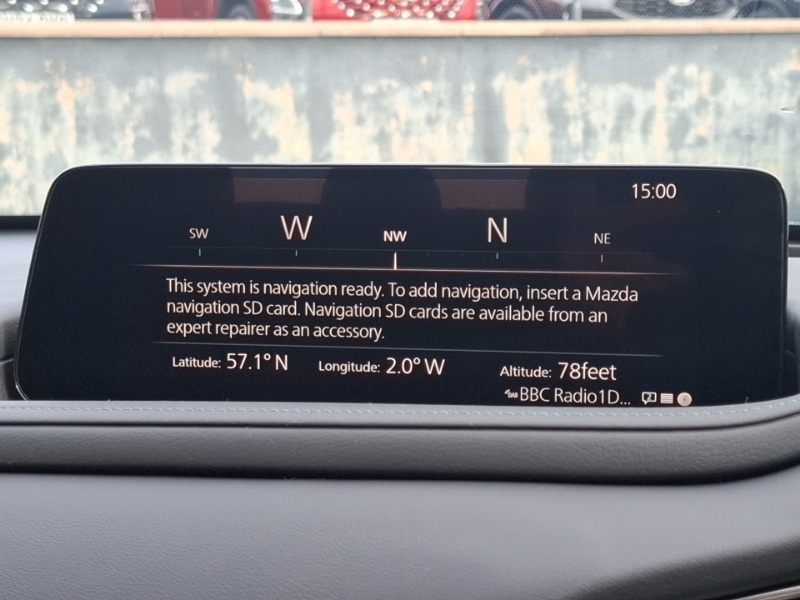 15:00
SW W NW N NE
This system is navigation ready. To add navigation, insert a Mazda
navigation SD card. Navigation SD cards are available from an
expert repairer as an accessory.
Latitude: 57.1° N Longitude: 2.0° W Altitude: 78feet
DAB BBC Radio1D...